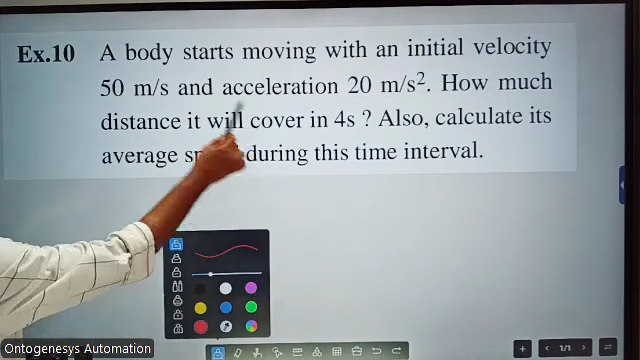 Ex.10 A body starts moving with an initial velocity
50 m/s and acceleration 20 m/s². How much
distance it will cover in 4s ? Also, calculate its
average during this time interval.
Ontogenesys Automation
1/1